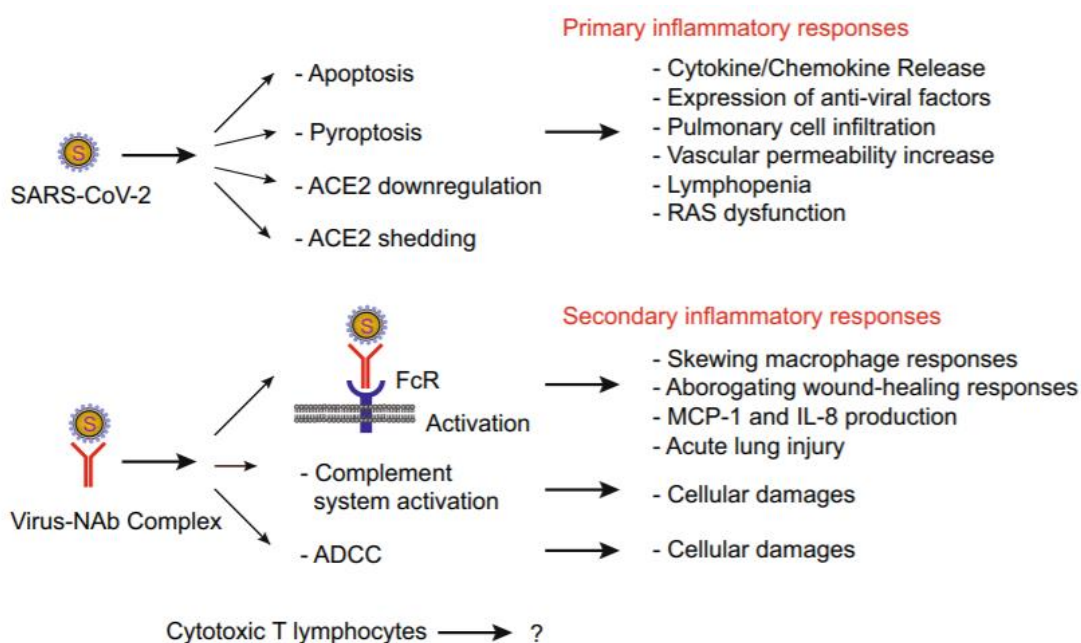 Primary inflammatory responses
- Apoptosis
- Pyroptosis
- ACE2 downregulation
- ACE2 shedding
S
SARS-CoV-2
- Cytokine/Chemokine Release
- Expression of anti-viral factors
- Pulmonary cell infiltration
- Vascular permeability increase
- Lymphopenia
- RAS dysfunction
Secondary inflammatory responses
S
FcR
Activation
S
Virus-NAb Complex
- Complement
system activation
- ADCC
- Skewing macrophage responses
- Aborogating wound-healing responses
- MCP-1 and IL-8 production
- Acute lung injury
- Cellular damages
- Cellular damages
Cytotoxic T lymphocytes
?